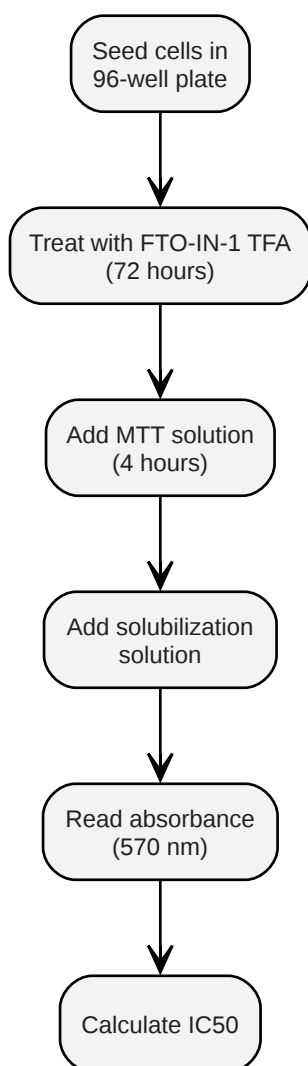 Seed cells in
96-well plate
Treat with FTO-IN-1 TFA
(72 hours)
Add MTT solution
(4 hours)
Add solubilization
solution
Read absorbance
(570 nm)
Calculate IC50